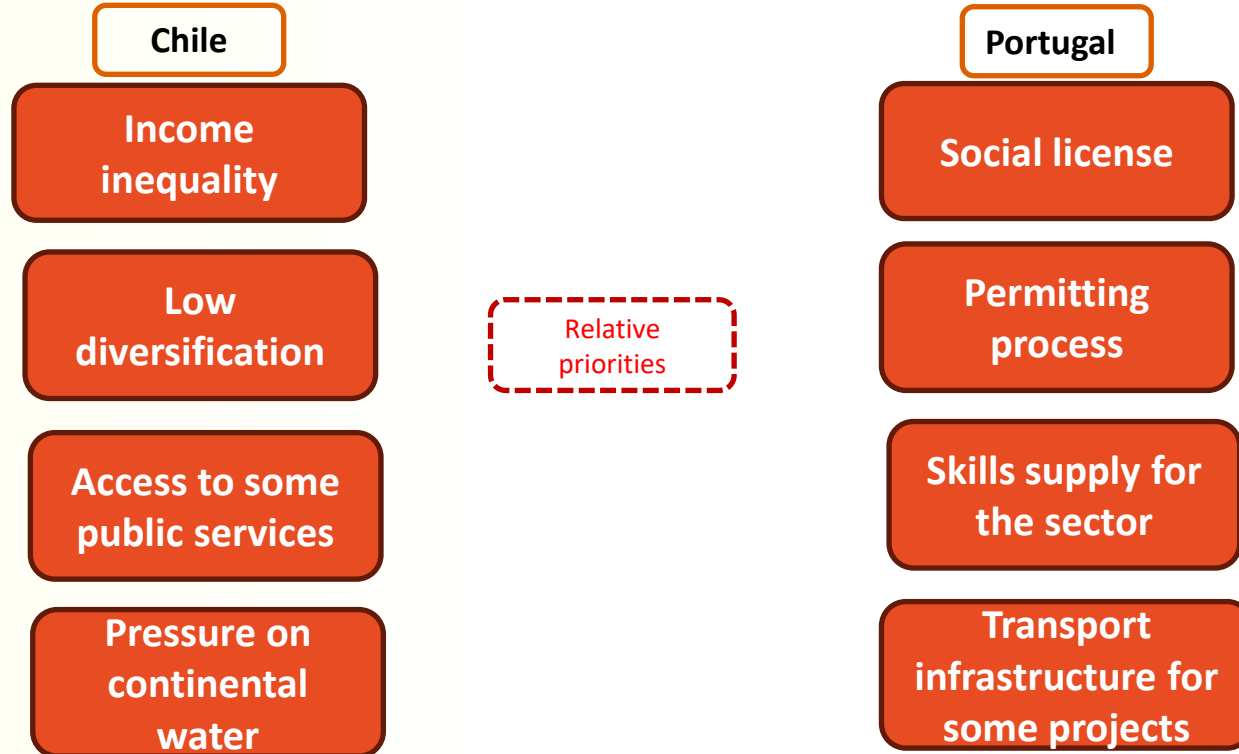 Chile
Income
inequality
Low
diversification
Access to some
public services
Pressure on
continental
water
Relative
priorities
Portugal
Social license
Permitting
process
Skills supply for
the sector
Transport
infrastructure for
some projects